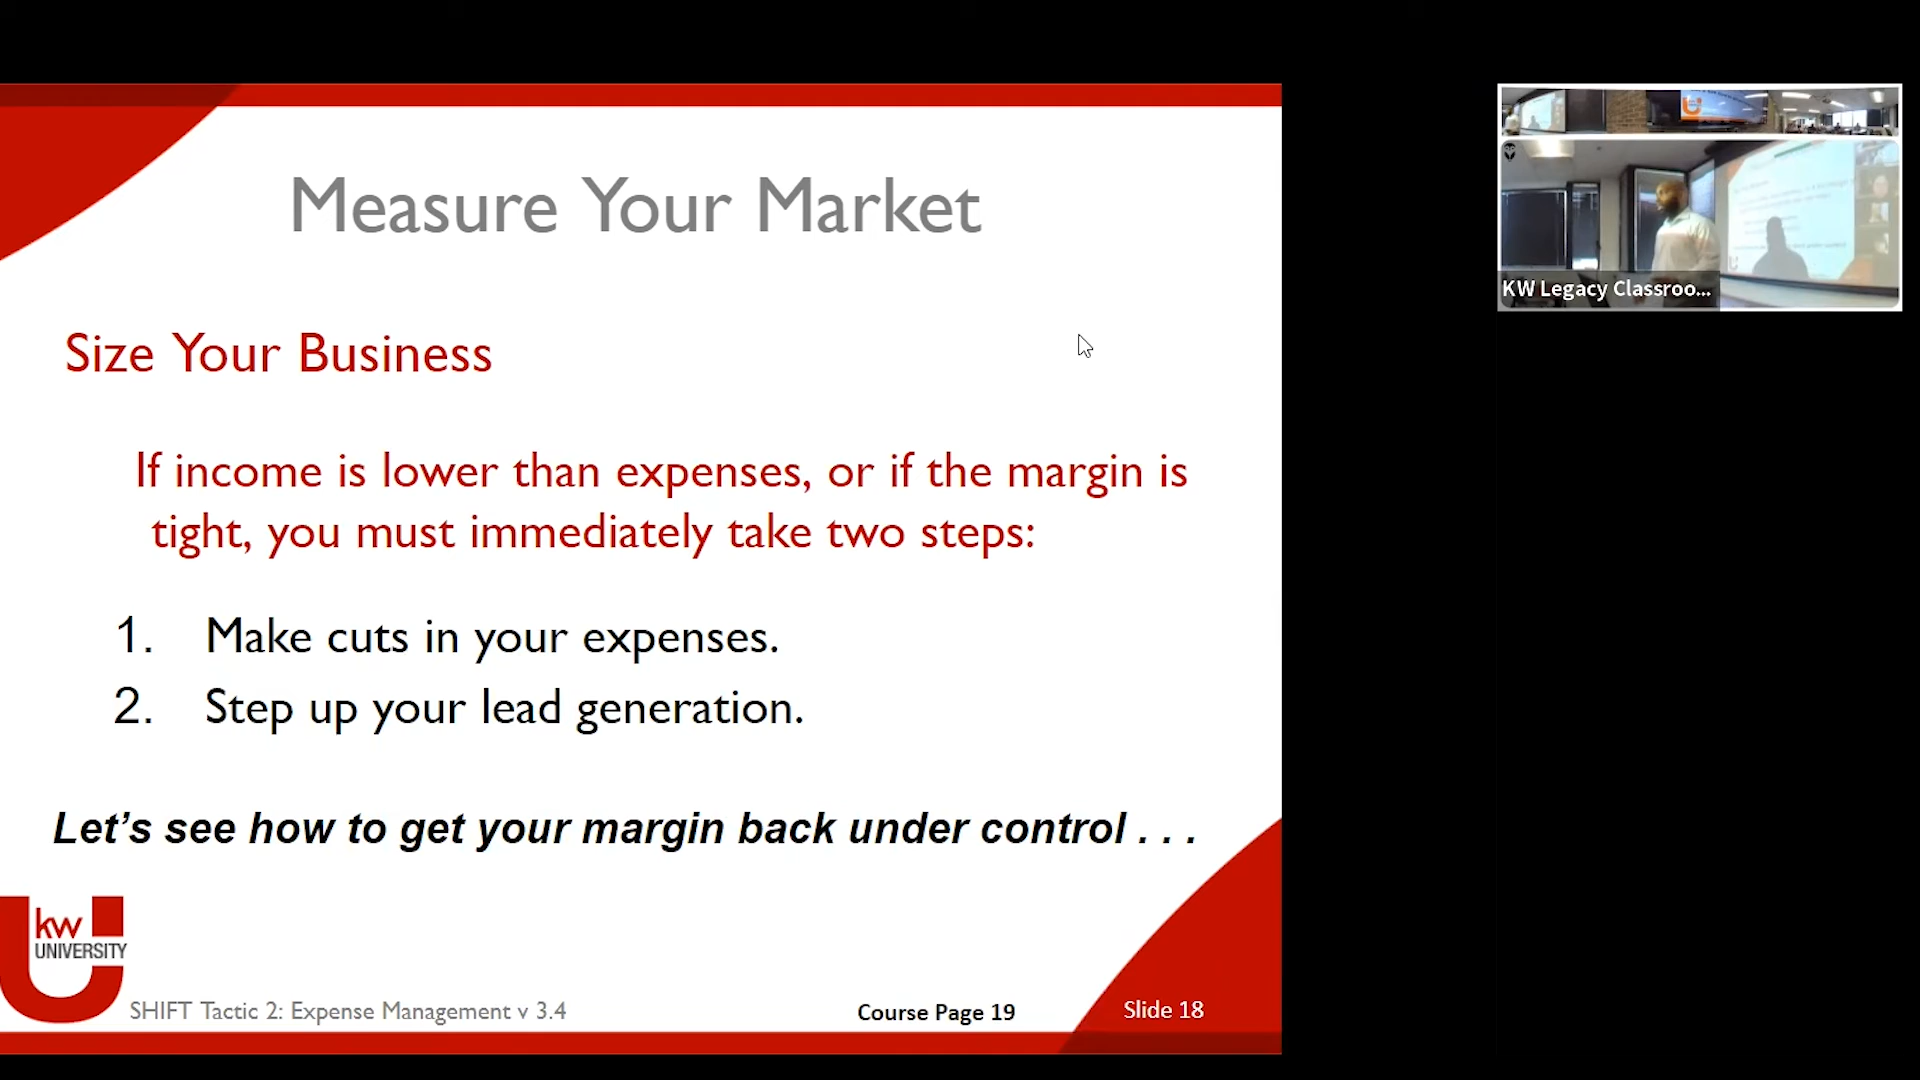 Measure Your Market
Size Your Business
If income is lower than expenses, or if the margin is
tight, you must immediately take two steps:
1. Make cuts in your expenses.
2. Step up your lead generation.
Let's see how to get your margin back under control . . .
kw
UNIVERSITY
SHIFT Tactic 2: Expense Management v 3.4
Course Page 19
Slide 18
KW Legacy Classroo...